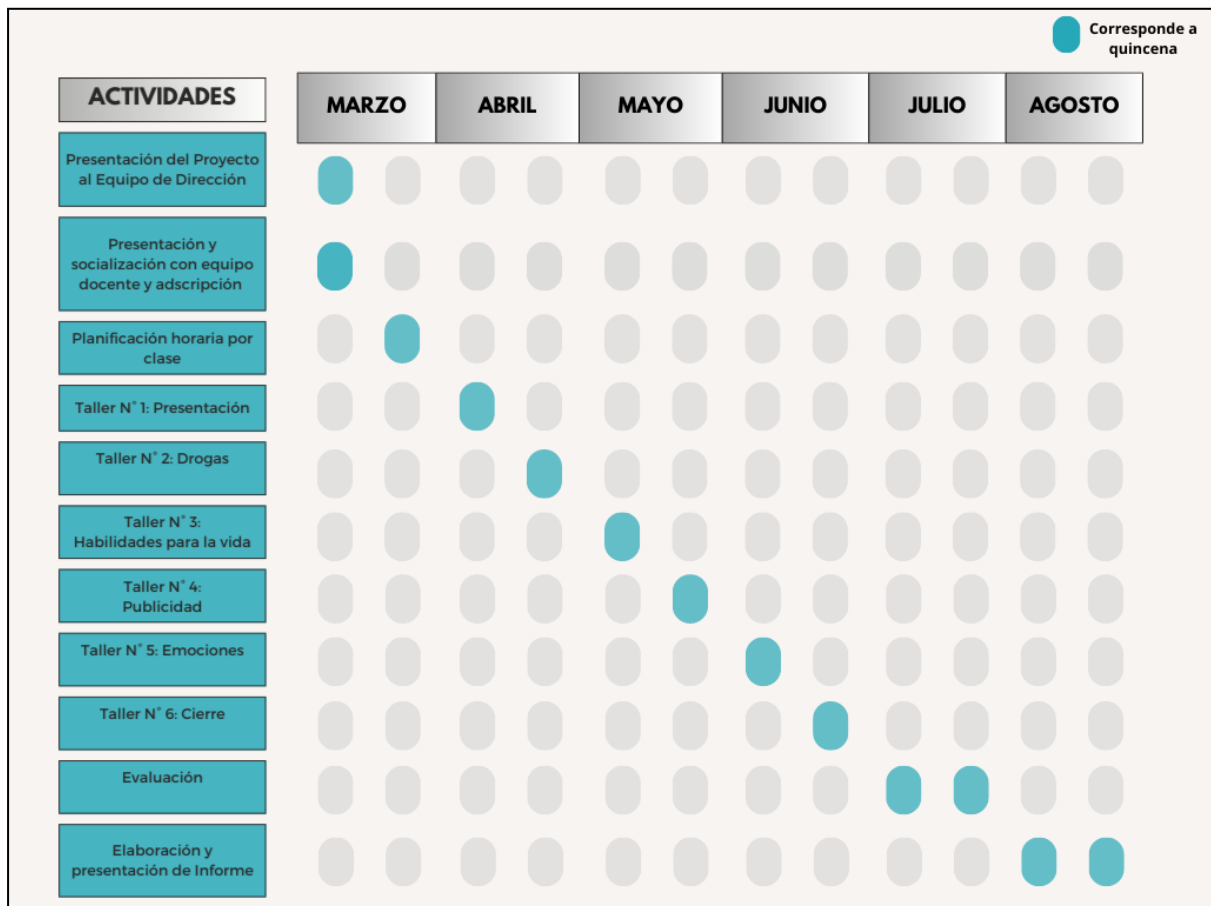 Corresponde a
quincena
ACTIVIDADES
MARZO
ABRIL
MAYO
JUNIO
JULIO
AGOSTO
Presentación del Proyecto
al Equipo de Dirección
Presentación y
socialización con equipo
docente y adscripción
Planificación horaria por
clase
Taller N° 1: Presentación
Taller N° 2: Drogas
Taller N° 3:
Habilidades para la vida
Taller N° 4:
Publicidad
Taller N° 5: Emociones
Taller N° 6: Cierre
Evaluación
Elaboración y
presentación de Informe